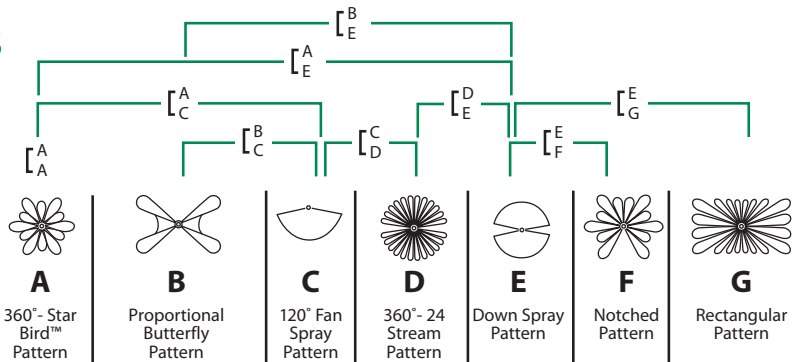 B
E
A
E
A
C
D
E
E
G
B
C
C
D
E
F
A
A
A
B
C
D
E
F
G
360˚- Star
Bird™
Pattern
Proportional
Butterfly
Pattern
120˚ Fan
Spray
Pattern
360˚- 24
Stream
Pattern
Down Spray
Pattern
Notched
Pattern
Rectangular
Pattern